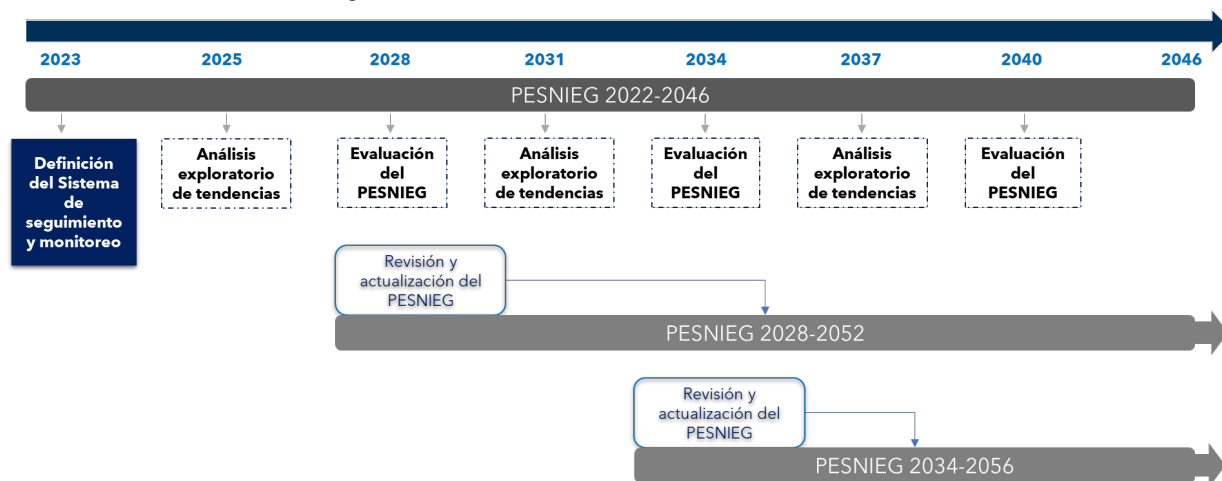 2023 2025 2028 2031 2034 2037 2040 2046
PESNIEG 2022-2046
Definición
del Sistema
de
seguimiento
y monitoreo
Análisis
exploratorio
de tendencias
Evaluación
del
PESNIEG
Análisis
exploratorio
de tendencias
Evaluación
del
PESNIEG
Análisis
exploratorio
de tendencias
Evaluación
del
PESNIEG
Revisión y
actualización del
PESNIEG
PESNIEG 2028-2052
Revisión y
actualización del
PESNIEG
PESNIEG 2034-2056